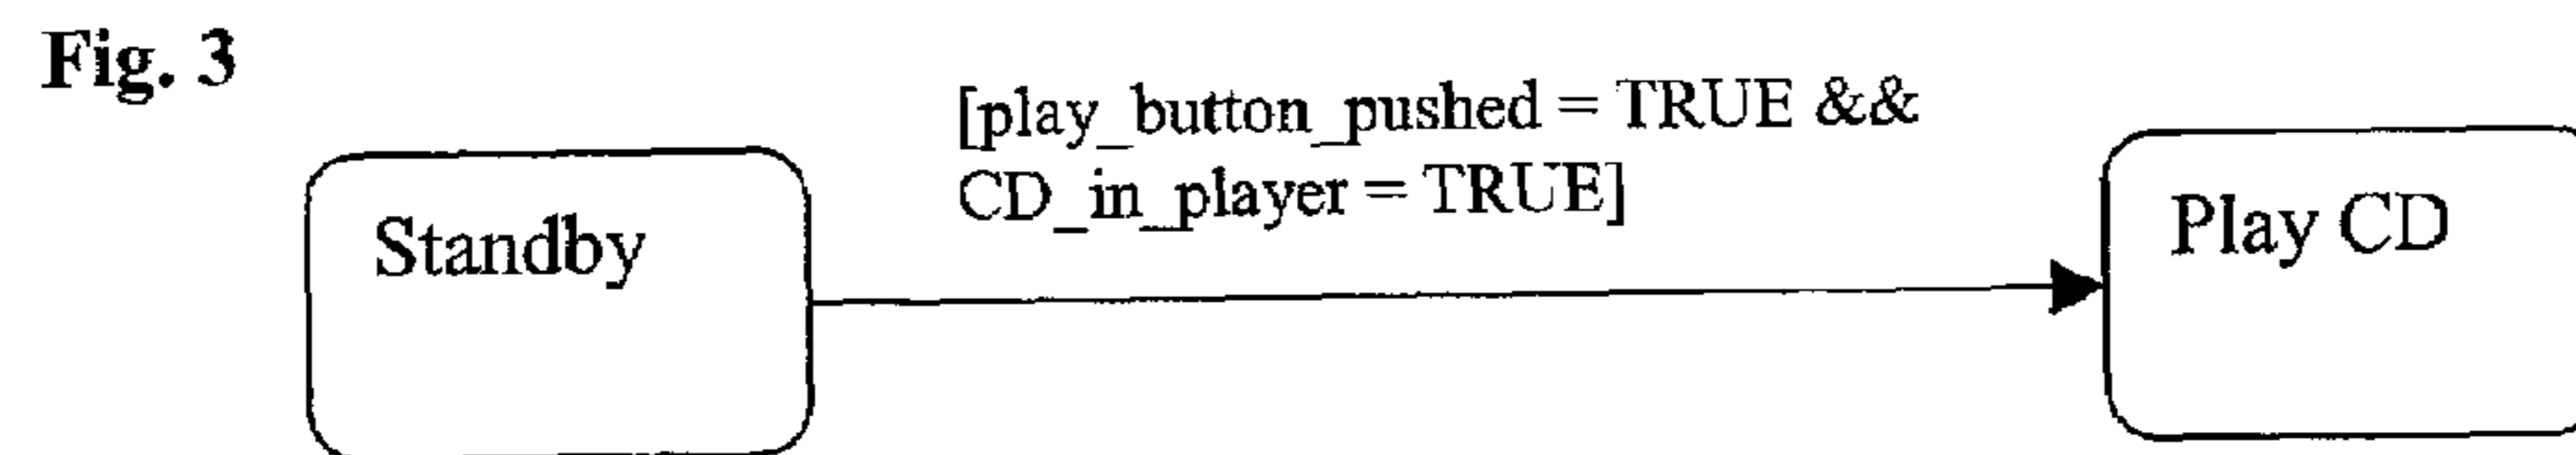 Fig. 3
[play_button_pushed = TRUE &&
CD_in_player = TRUE]
Standby
Play CD